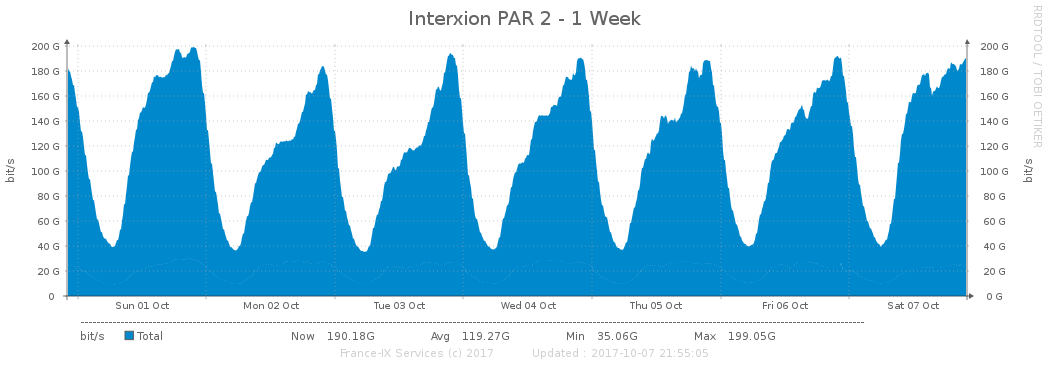 Interxion PAR 2 - 1 Week
RRDTOOL / TOBI OETIKER
bit/s
200 G
180 G
160 G
140 G
120 G
100 G
80 G
60 G
40 G
20 G
0
200 G
180 G
160 G
140 G
120 G
100 G
80 G
60 G
40 G
20 G
0 G
bit/s
Sun 01 Oct Mon 02 Oct Tue 03 Oct Wed 04 Oct Thu 05 Oct Fri 06 Oct Sat 07 Oct
bit/s Total Now 190.18G Avg 119.27G Min 35.06G Max 199.05G
France-IX Services (c) 2017 Updated : 2017-10-07 21:55:05